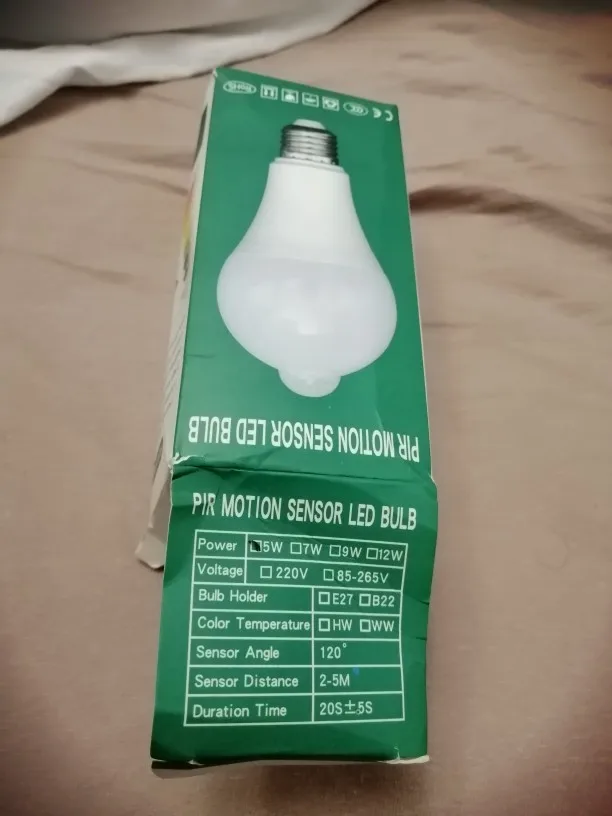 RoHS
CE
PIR MOTION SENSOR LED BULB
PIR MOTION SENSOR LED BULB
Power 5W 7W 9W 12W
Voltage 220V 85-265V
Bulb Holder E27 B22
Color Temperature HW WW
Sensor Angle 120°
Sensor Distance 2-5M
Duration Time 20S±5S